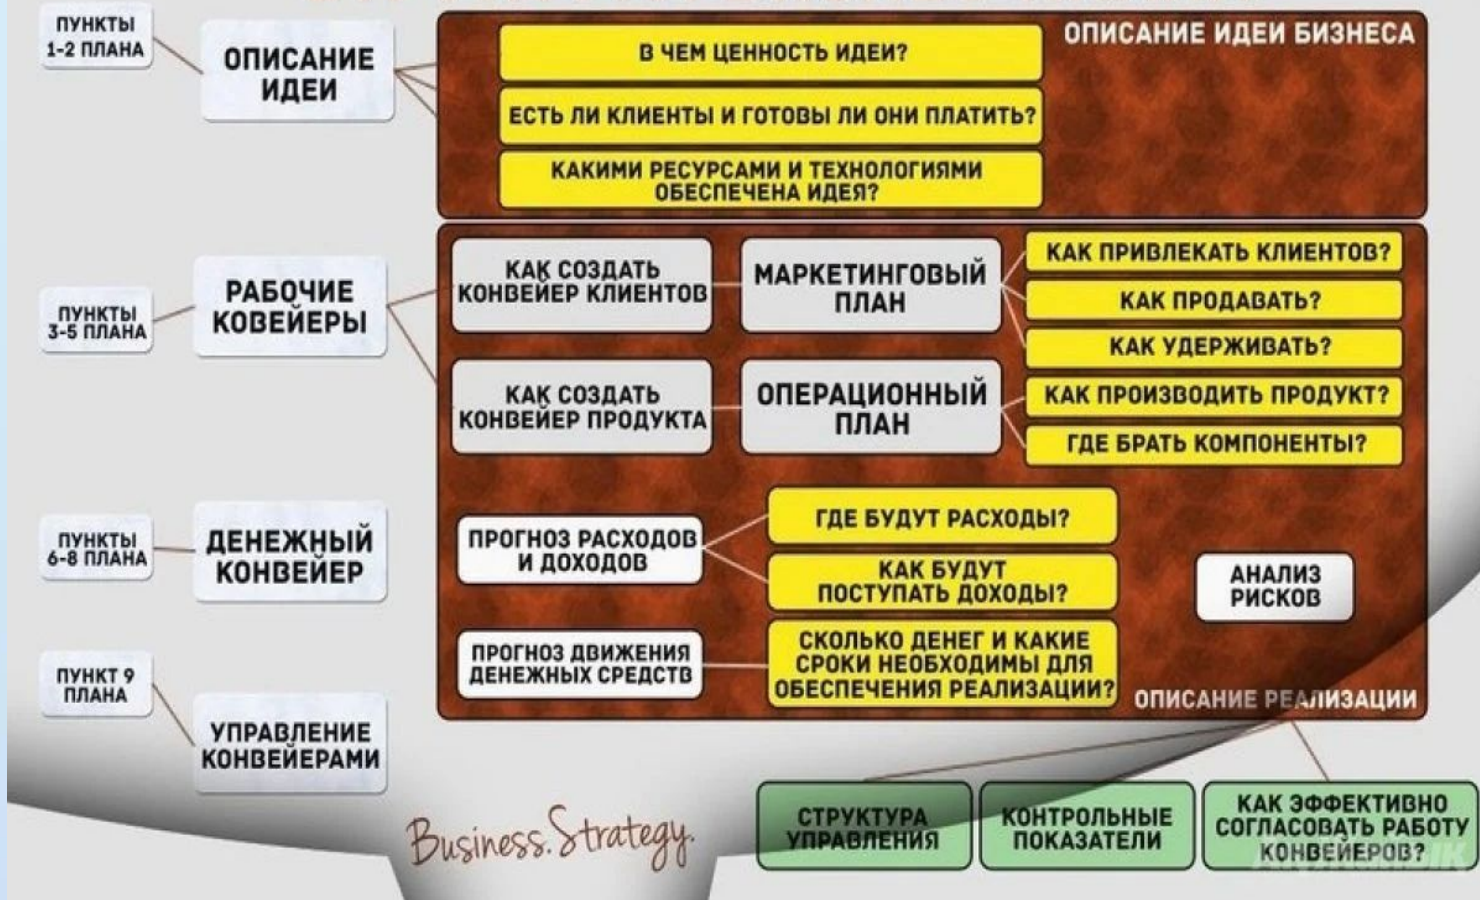 ПУНКТЫ
1-2 ПЛАНА
ОПИСАНИЕ
ИДЕИ
ОПИСАНИЕ ИДЕИ БИЗНЕСА
В ЧЕМ ЦЕННОСТЬ ИДЕИ?
ЕСТЬ ЛИ КЛИЕНТЫ И ГОТОВЫ ЛИ ОНИ ПЛАТИТЬ?
КАКИМИ РЕСУРСАМИ И ТЕХНОЛОГИЯМИ
ОБЕСПЕЧЕНА ИДЕЯ?
ПУНКТЫ
3-5 ПЛАНА
РАБОЧИЕ
КОВЕЙЕРЫ
КАК СОЗДАТЬ
КОНВЕЙЕР КЛИЕНТОВ
МАРКЕТИНГОВЫЙ
ПЛАН
КАК ПРИВЛЕКАТЬ КЛИЕНТОВ?
КАК ПРОДАВАТЬ?
КАК УДЕРЖИВАТЬ?
КАК СОЗДАТЬ
КОНВЕЙЕР ПРОДУКТА
ОПЕРАЦИОННЫЙ
ПЛАН
КАК ПРОИЗВОДИТЬ ПРОДУКТ?
ГДЕ БРАТЬ КОМПОНЕНТЫ?
ПУНКТЫ
6-8 ПЛАНА
ДЕНЕЖНЫЙ
КОНВЕЙЕР
ПРОГНОЗ РАСХОДОВ
И ДОХОДОВ
ГДЕ БУДУТ РАСХОДЫ?
КАК БУДУТ
ПОСТУПАТЬ ДОХОДЫ?
АНАЛИЗ
РИСКОВ
ПРОГНОЗ ДВИЖЕНИЯ
ДЕНЕЖНЫХ СРЕДСТВ
СКОЛЬКО ДЕНЕГ И КАКИЕ
СРОКИ НЕОБХОДИМЫ ДЛЯ
ОБЕСПЕЧЕНИЯ РЕАЛИЗАЦИИ?
ОПИСАНИЕ РЕАЛИЗАЦИИ
ПУНКТ 9
ПЛАНА
УПРАВЛЕНИЕ
КОНВЕЙЕРАМИ
Business.Strategy.
СТРУКТУРА
УПРАВЛЕНИЯ
КОНТРОЛЬНЫЕ
ПОКАЗАТЕЛИ
КАК ЭФФЕКТИВНО
СОГЛАСОВАТЬ РАБОТУ
КОНВЕЙЕРОВ?